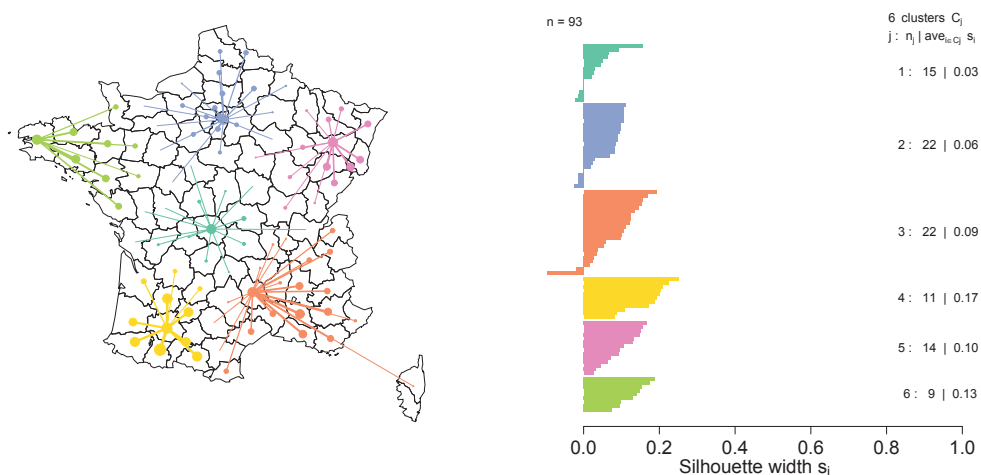 n = 93
6 clusters Cj
j : nj | ave i∈Cj si
1 : 15 | 0.03
2 : 22 | 0.06
3 : 22 | 0.09
4 : 11 | 0.17
5 : 14 | 0.10
6 : 9 | 0.13
0.0 0.2 0.4 0.6 0.8 1.0
Silhouette width si